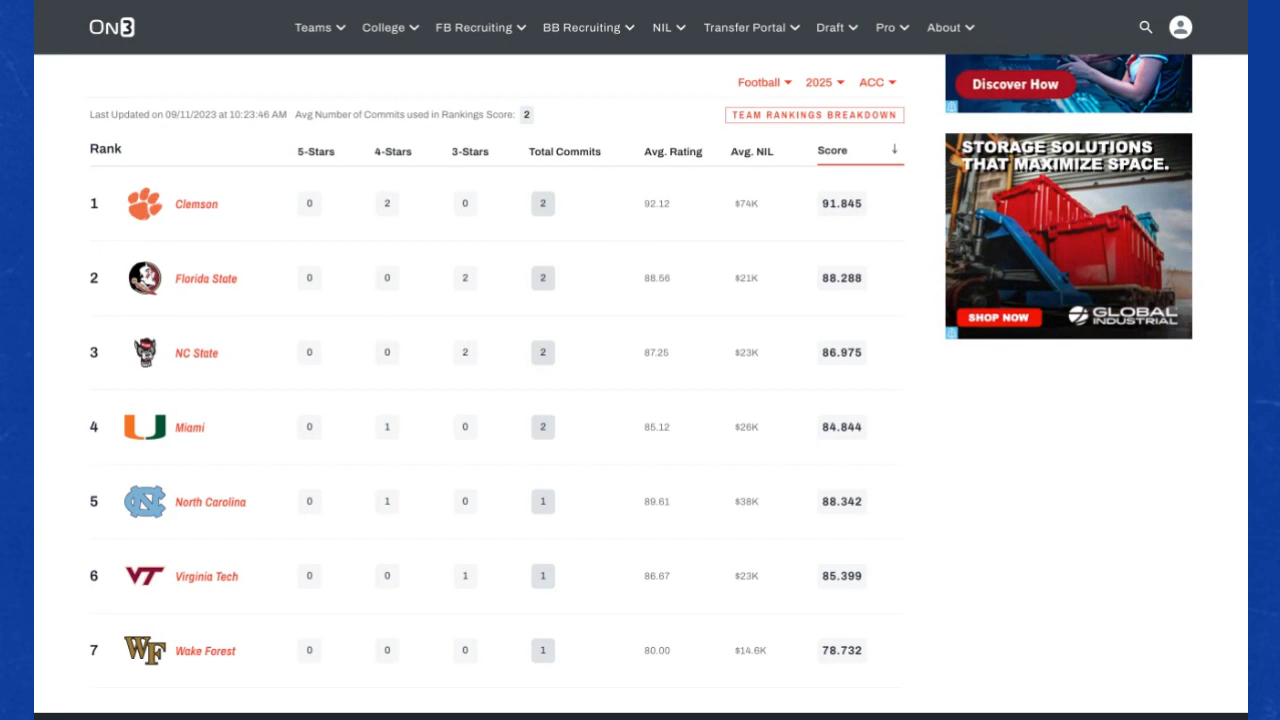 ON3 Teams College FB Recruiting BB Recruiting NIL Transfer Portal Draft Pro About
Discover How
Football 2025 ACC
Last Updated on 09/11/2023 at 10:23:46 AM Avg Number of Commits used in Rankings Score: 2
TEAM RANKINGS BREAKDOWN
Rank 5-Stars 4-Stars 3-Stars Total Commits Avg. Rating Avg. NIL Score ↓
1 Clemson 0 2 0 2 92.12 $74K 91.845
2 Florida State 0 0 2 2 88.56 $21K 88.288
3 NC State 0 0 2 2 87.25 $23K 86.975
4 U Miami 0 1 0 2 85.12 $26K 84.844
5 NC North Carolina 0 1 0 1 89.61 $38K 88.342
6 VT Virginia Tech 0 0 1 1 86.67 $23K 85.399
7 WF Wake Forest 0 0 0 1 80.00 $14.6K 78.732
STORAGE SOLUTIONS
THAT MAXIMIZE SPACE.
SHOP NOW
GLOBAL
INDUSTRIAL